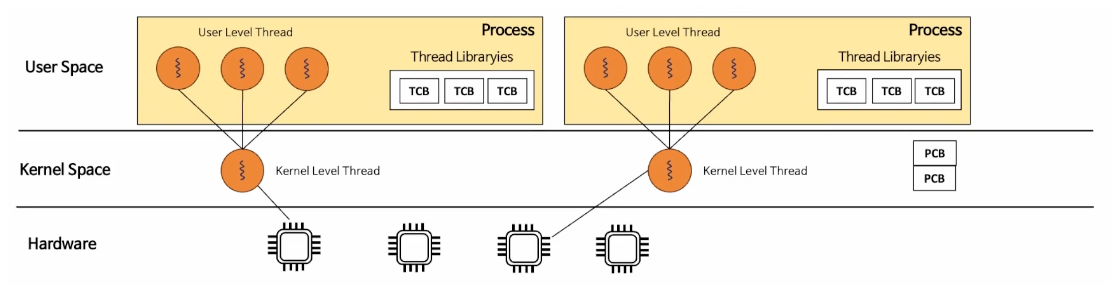 User Level Thread
Process
Thread Libraryies
TCB TCB TCB
User Level Thread
Process
Thread Libraryies
TCB TCB TCB
User Space
Kernel Space
Kernel Level Thread
Kernel Level Thread
PCB
PCB
Hardware